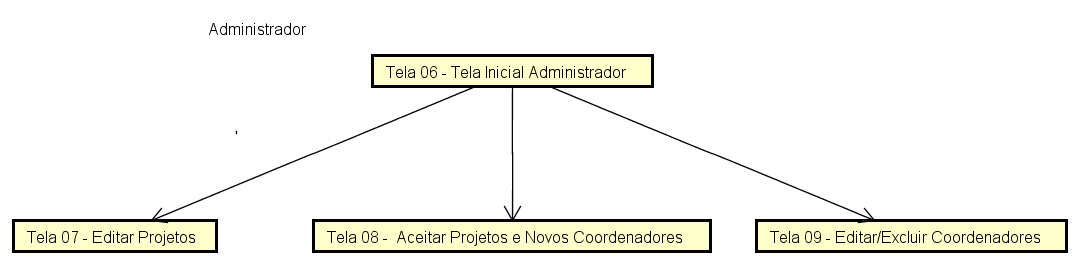 Administrador
Tela 06 - Tela Inicial Administrador
Tela 07 - Editar Projetos
Tela 08 - Aceitar Projetos e Novos Coordenadores
Tela 09 - Editar/Excluir Coordenadores